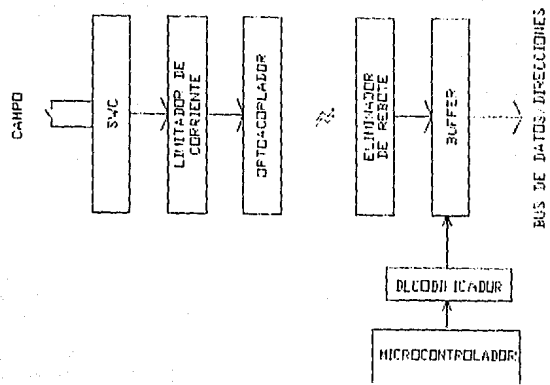 CAMPO
SWC
LIMITADOR DE
CORRIENTE
OPTOACOPLADOR
ELIMINADOR
DE REBOTE
BUFFER
BUS DE DATOS/DIRECCIONES
DECODIFICADOR
MICROCONTROLADOR